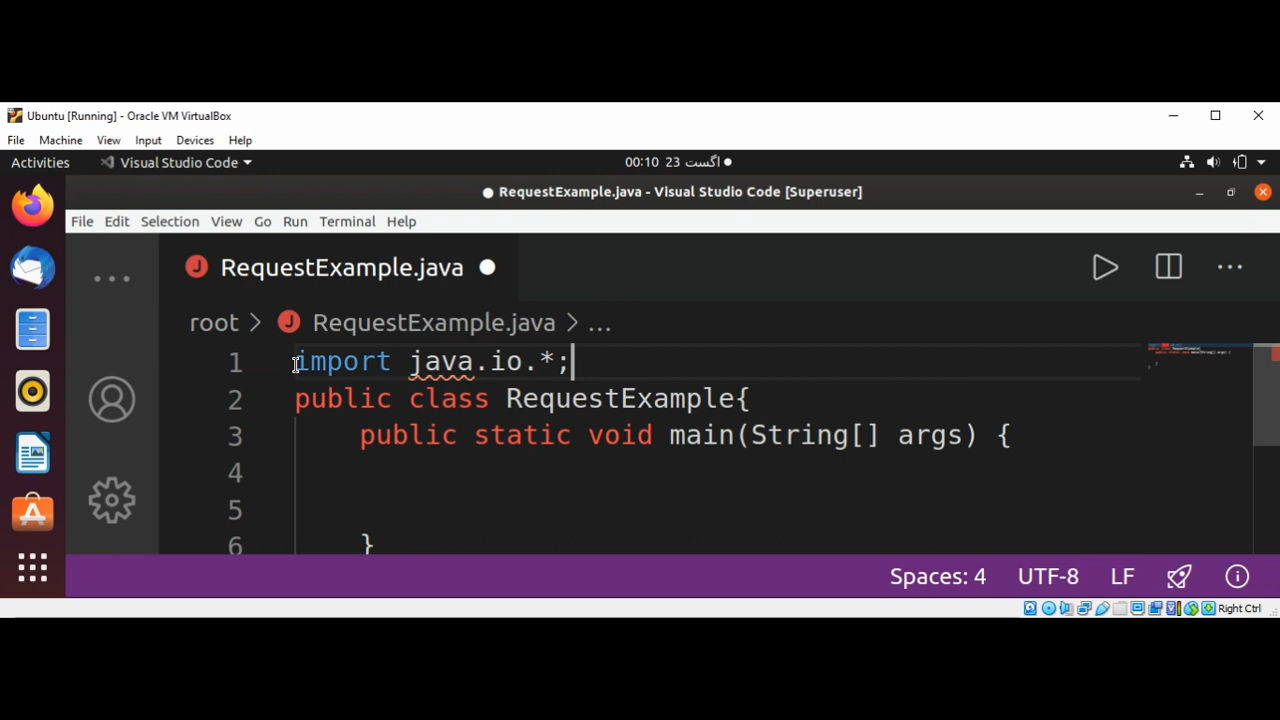 Ubuntu [Running] - Oracle VM VirtualBox
File Machine View Input Devices Help
Activities Visual Studio Code 00:10 23 اگست
● RequestExample.java - Visual Studio Code [Superuser]
File Edit Selection View Go Run Terminal Help
RequestExample.java
root > RequestExample.java > ...
1 import java.io.*;
2 public class RequestExample{
3 public static void main(String[] args) {
4
5
6 }
Spaces: 4 UTF-8 LF
Right Ctrl